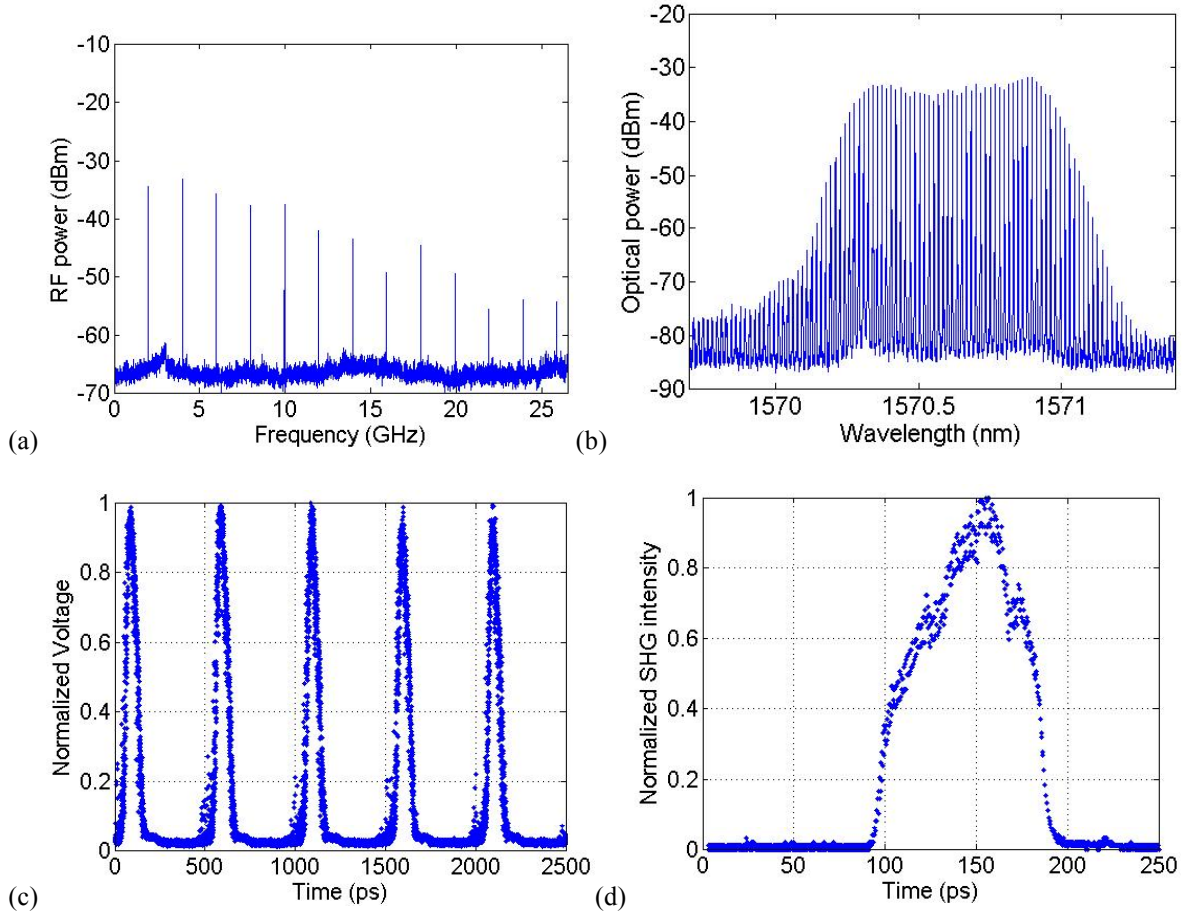 -10
-20
-30
-40
-50
-60
-70
RF power (dBm)
0 5 10 15 20 25
Frequency (GHz)
(a)
-20
-30
-40
-50
-60
-70
-80
-90
Optical power (dBm)
1570 1570.5 1571
Wavelength (nm)
(b)
1
0.8
0.6
0.4
0.2
0
Normalized Voltage
0 500 1000 1500 2000 2500
Time (ps)
(c)
1
0.8
0.6
0.4
0.2
0
Normalized SHG intensity
0 50 100 150 200 250
Time (ps)
(d)